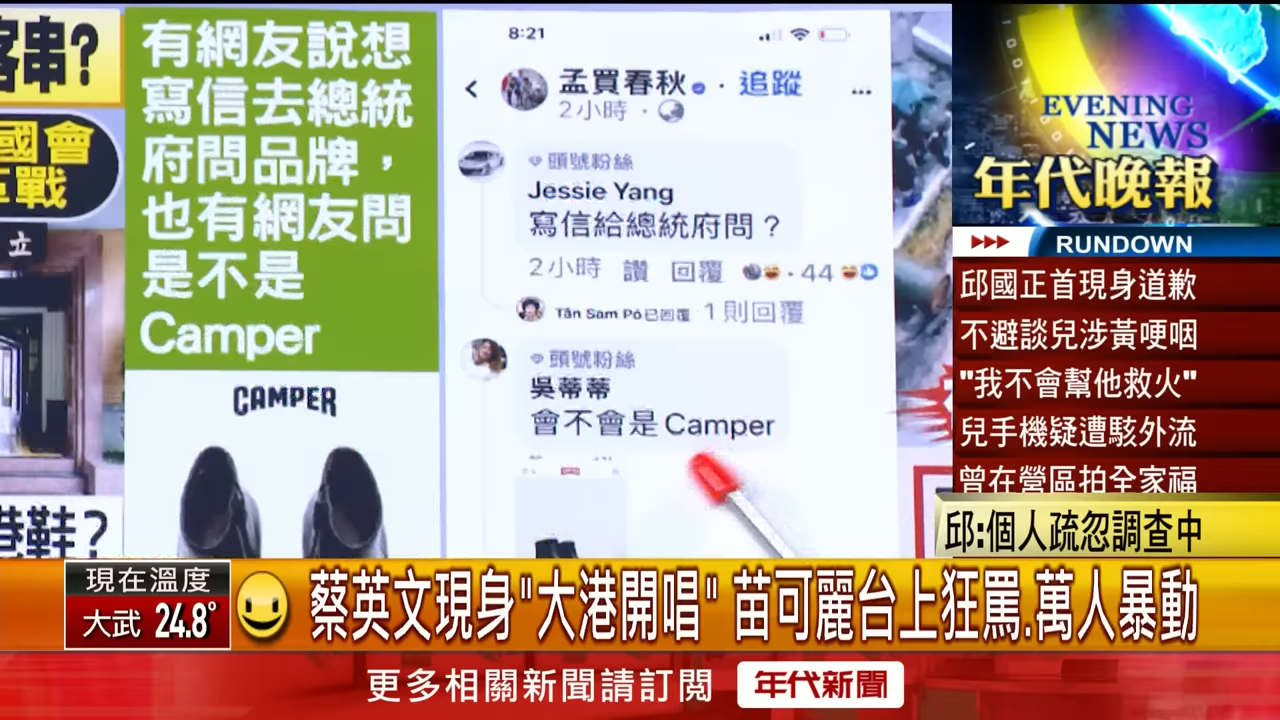 客串?
國會
戰
立
港鞋?
有網友說想
寫信去總統
府問品牌，
也有網友問
是不是
Camper
CAMPER
8:21
孟買春秋 · 追蹤
2小時 ·
頭號粉絲
Jessie Yang
寫信給總統府問？
2小時 讚 回覆 · 44
Tân Sam Pó已回覆 · 1則回覆
頭號粉絲
吳蒂蒂
會不會是Camper
EVENING
NEWS
年代晚報
RUNDOWN
邱國正首現身道歉
不避談兒涉黃哽咽
"我不會幫他救火"
兒手機疑遭駭外流
曾在營區拍全家福
邱:個人疏忽調查中
現在溫度
大武 24.8°
蔡英文現身"大港開唱" 苗可麗台上狂罵.萬人暴動
更多相關新聞請訂閱
年代新聞